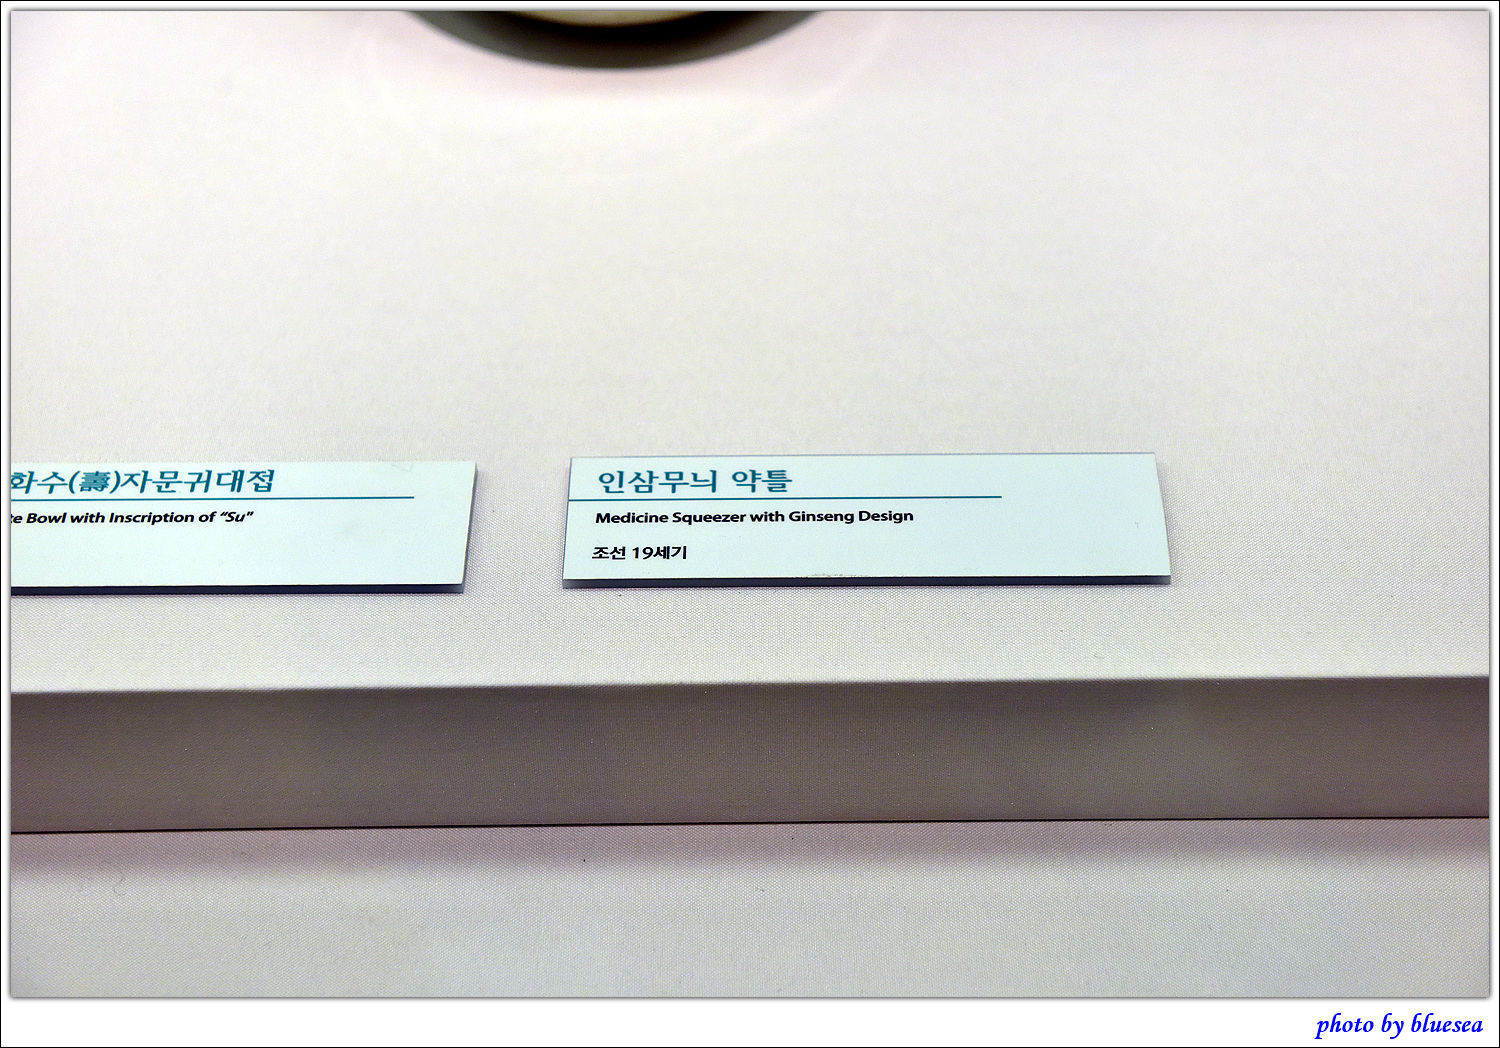 화수(壽)자문귀대접
te Bowl with Inscription of “Su”
인삼무늬 약틀
Medicine Squeezer with Ginseng Design
조선 19세기
photo by bluesea